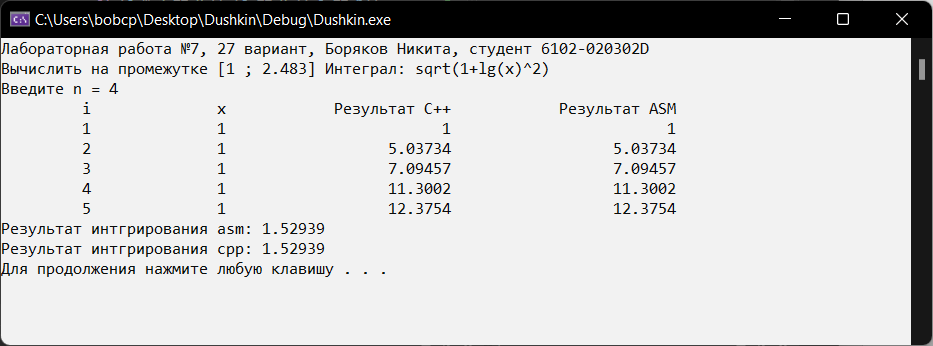 C:\Users\bobcp\Desktop\Dushkin\Debug\Dushkin.exe
Лабораторная работа №7, 27 вариант, Боряков Никита, студент 6102-020302D
Вычислить на промежутке [1 ; 2.483] Интеграл: sqrt(1+lg(x)^2)
Введите n = 4
i x Результат C++ Результат ASM
1 1 1 1
2 1 5.03734 5.03734
3 1 7.09457 7.09457
4 1 11.3002 11.3002
5 1 12.3754 12.3754
Результат интгрирования asm: 1.52939
Результат интгрирования cpp: 1.52939
Для продолжения нажмите любую клавишу . . .